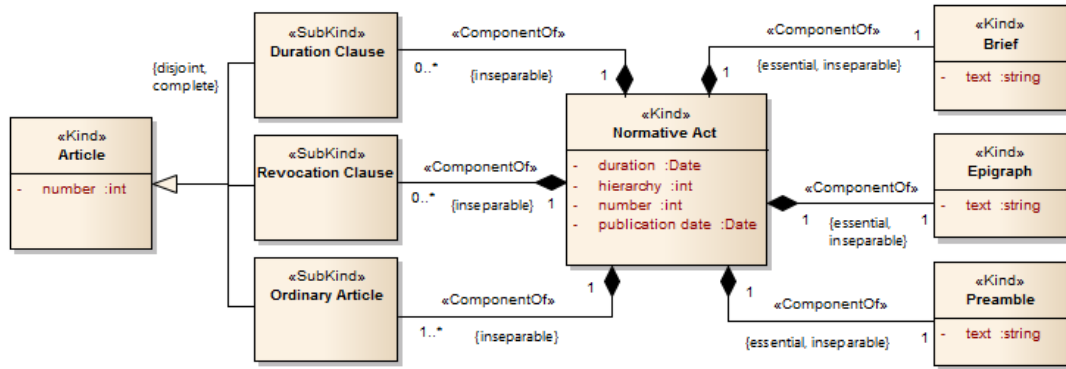 «SubKind»
Duration Clause
{disjoint,
complete}
«Kind»
Article
- number :int
«SubKind»
Revocation Clause
«SubKind»
Ordinary Article
«ComponentOf»
0..*
{inseparable}
1
«ComponentOf»
0..*
{inseparable}
1
«ComponentOf»
1..*
{inseparable}
1
«Kind»
Normative Act
- duration :Date
- hierarchy :int
- number :int
- publication date :Date
«ComponentOf»
1
1
{essential, inseparable}
«Kind»
Brief
- text :string
«ComponentOf»
1
1
{essential,
inseparable}
«Kind»
Epigraph
- text :string
«ComponentOf»
1
1
{essential, inseparable}
«Kind»
Preamble
- text :string